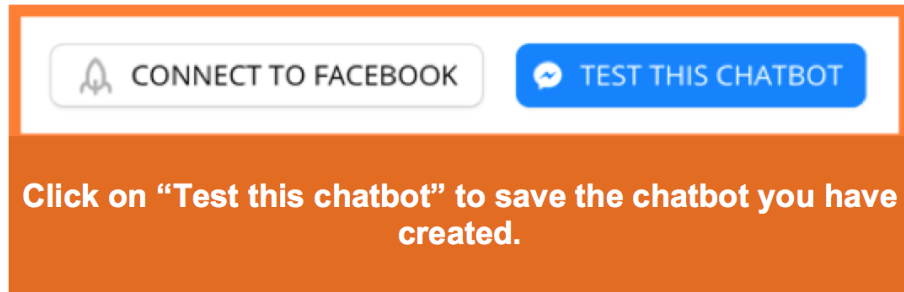 CONNECT TO FACEBOOK TEST THIS CHATBOT
Click on “Test this chatbot” to save the chatbot you have
created.